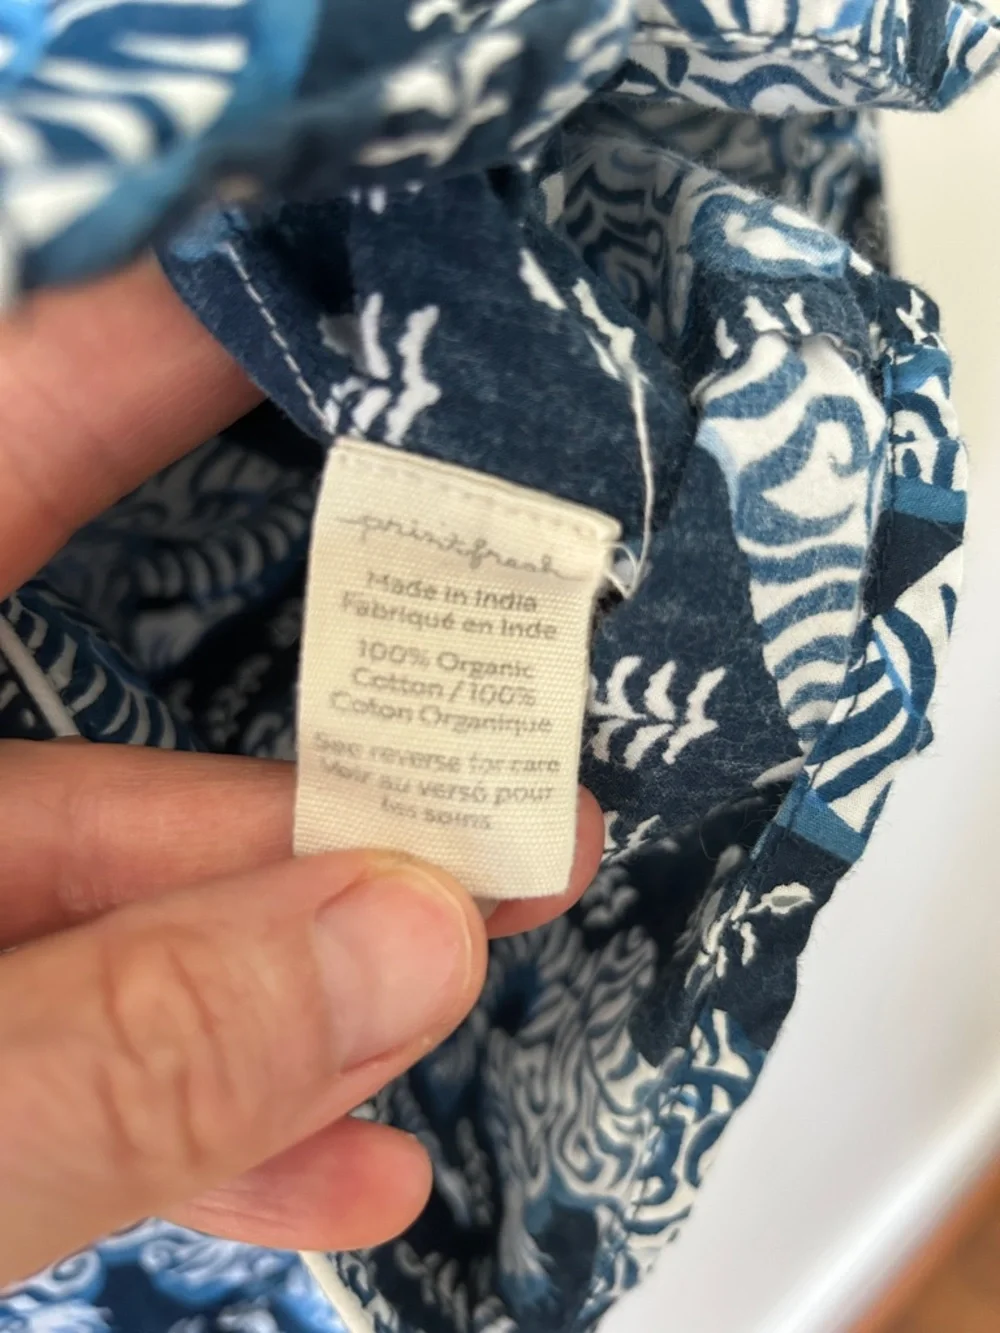 printfresh
Made in India
Fabriqué en Inde
100% Organic
Cotton / 100%
Coton Organique
See reverse for care
Voir au verso pour
les soins